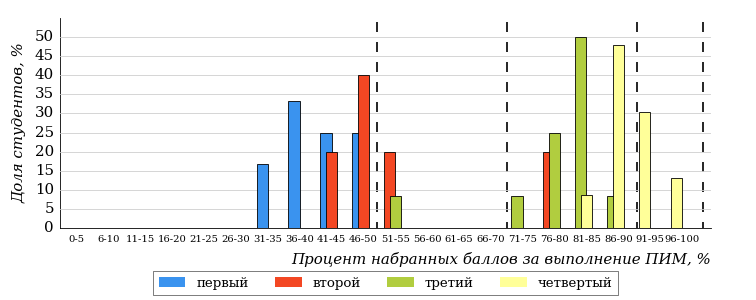 Доля студентов, %
50
45
40
35
30
25
20
15
10
5
0
0-5 6-10 11-15 16-20 21-25 26-30 31-35 36-40 41-45 46-50 51-55 56-60 61-65 66-70 71-75 76-80 81-85 86-90 91-95 96-100
Процент набранных баллов за выполнение ПИМ, %
первый второй третий четвертый